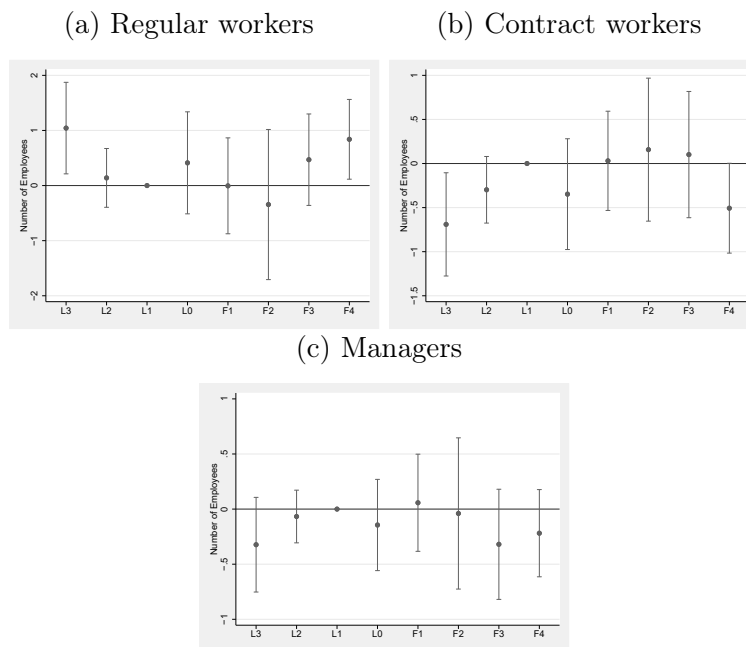 (a) Regular workers
Number of Employees
2
1
0
−1
−2
L3 L2 L1 L0 F1 F2 F3 F4
(b) Contract workers
Number of Employees
1
.5
0
−.5
−1
−1.5
L3 L2 L1 L0 F1 F2 F3 F4
(c) Managers
Number of Employees
1
.5
0
−.5
−1
L3 L2 L1 L0 F1 F2 F3 F4